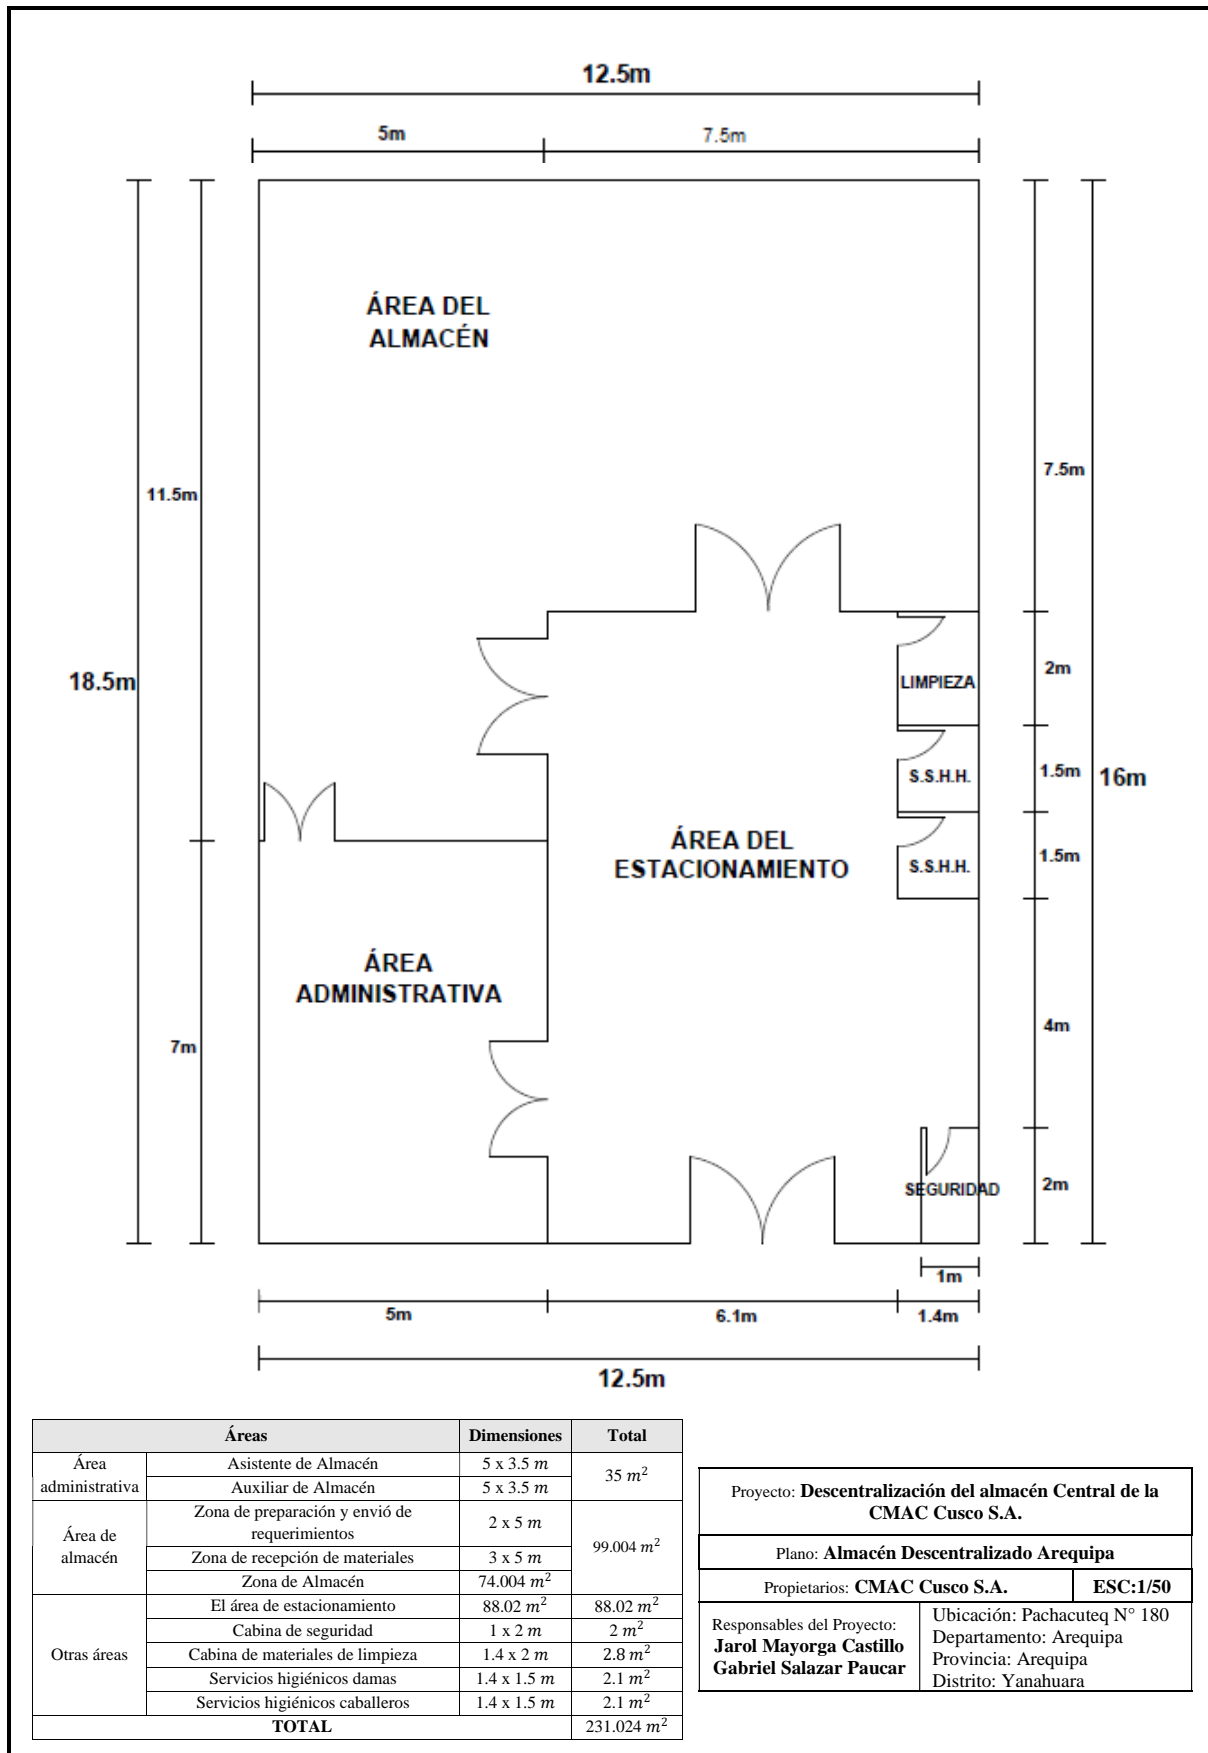 12.5m
5m
7.5m
ÁREA DEL
ALMACÉN
11.5m
7.5m
18.5m
LIMPIEZA
2m
S.S.H.H.
1.5m
16m
ÁREA DEL
ESTACIONAMIENTO
S.S.H.H.
1.5m
ÁREA
ADMINISTRATIVA
7m
4m
SEGURIDAD
2m
1m
5m
6.1m
1.4m
12.5m
Áreas Dimensiones Total
Área administrativa Asistente de Almacén 5 x 3.5 m 35 m²
Auxiliar de Almacén 5 x 3.5 m
Área de almacén Zona de preparación y envió de requerimientos 2 x 5 m 99.004 m²
Zona de recepción de materiales 3 x 5 m
Zona de Almacén 74.004 m²
Otras áreas El área de estacionamiento 88.02 m² 88.02 m²
Cabina de seguridad 1 x 2 m 2 m²
Cabina de materiales de limpieza 1.4 x 2 m 2.8 m²
Servicios higiénicos damas 1.4 x 1.5 m 2.1 m²
Servicios higiénicos caballeros 1.4 x 1.5 m 2.1 m²
TOTAL 231.024 m²
Proyecto: Descentralización del almacén Central de la
CMAC Cusco S.A.
Plano: Almacén Descentralizado Arequipa
Propietarios: CMAC Cusco S.A. ESC:1/50
Responsables del Proyecto:
Jarol Mayorga Castillo
Gabriel Salazar Paucar
Ubicación: Pachacuteq N° 180
Departamento: Arequipa
Provincia: Arequipa
Distrito: Yanahuara